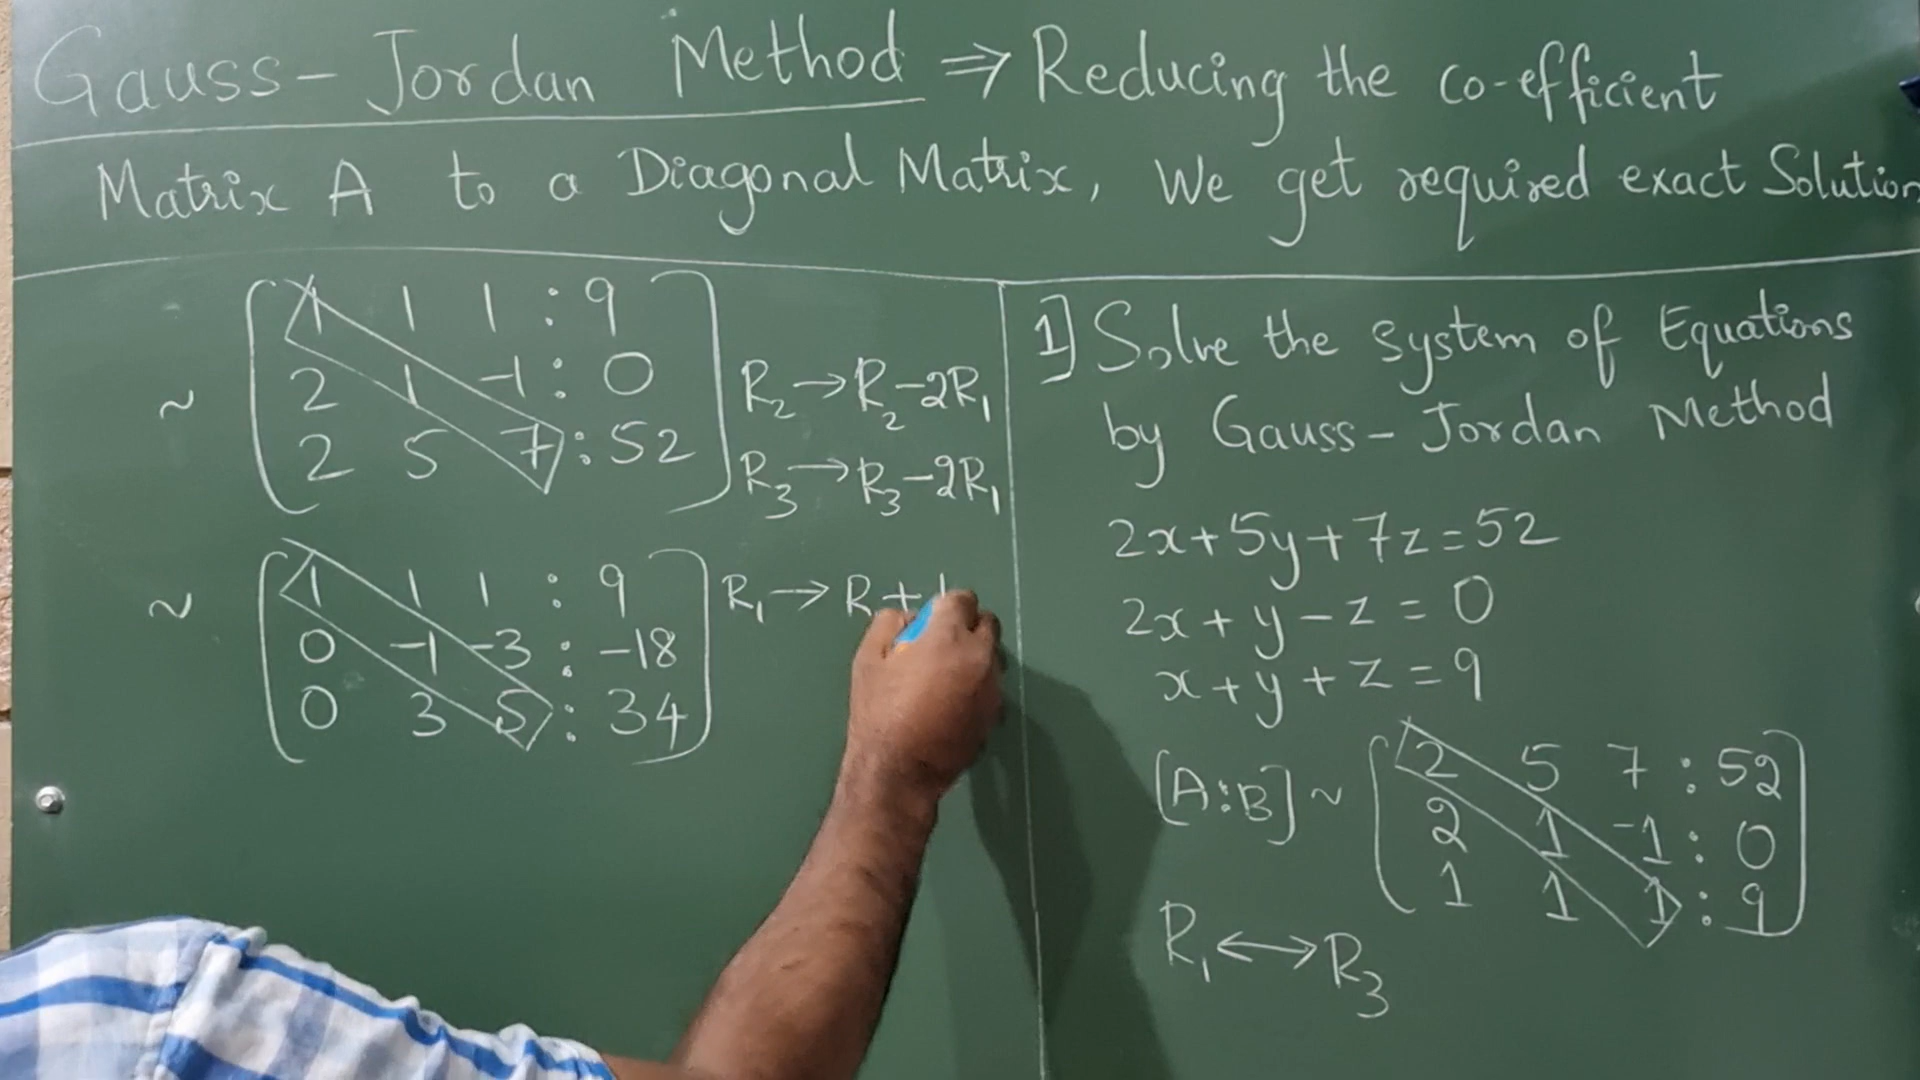 Gauss-Jordan Method ⇒ Reducing the co-efficient
Matrix A to a Diagonal Matrix, We get required exact Solution
1 1 1 : 9
~ 2 1 -1 : 0 R2→R2-2R1
2 5 7 : 52 R3→R3-2R1
1 1 1 : 9 R1→R1+
~ 0 -1 -3 : -18
0 3 5 : 34
1] Solve the system of Equations
by Gauss-Jordan Method
2x+5y+7z=52
2x+y-z=0
x+y+z=9
2 5 7 : 52
[A:B] ~ 2 1 -1 : 0
1 1 1 : 9
R1↔R3